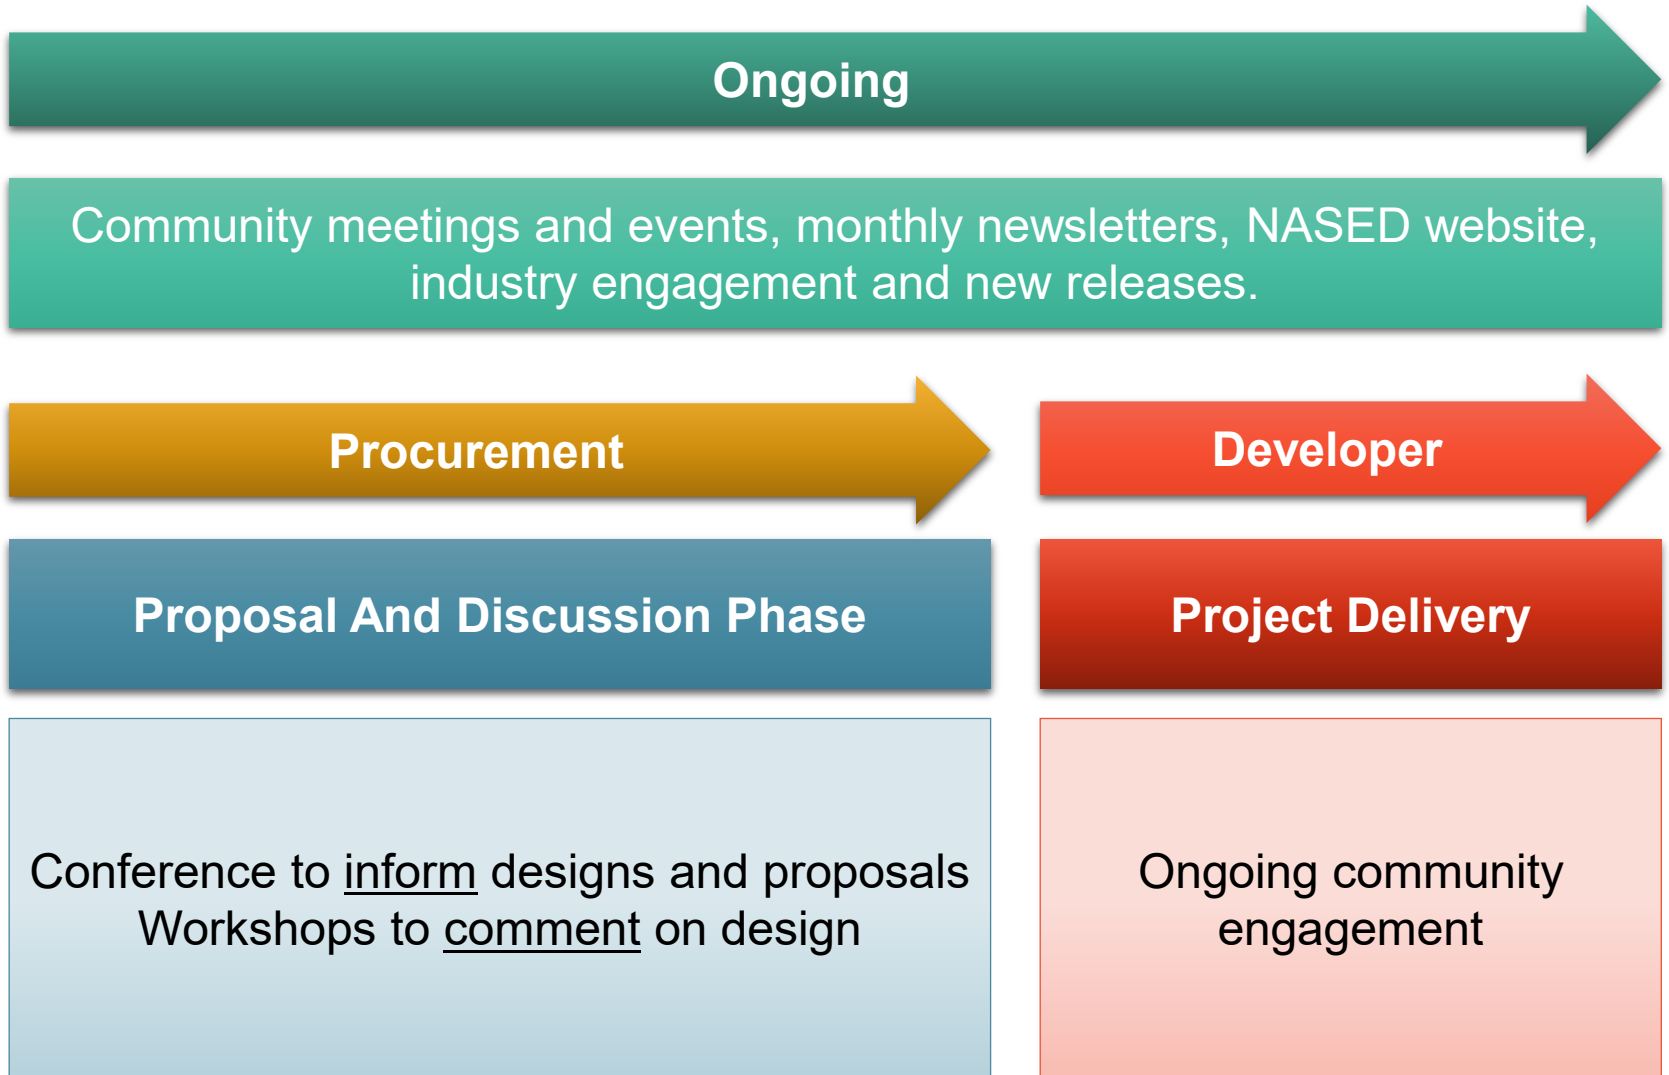 Ongoing
Community meetings and events, monthly newsletters, NASED website,
industry engagement and new releases.
Procurement
Developer
Proposal And Discussion Phase
Project Delivery
Conference to inform designs and proposals
Workshops to comment on design
Ongoing community
engagement